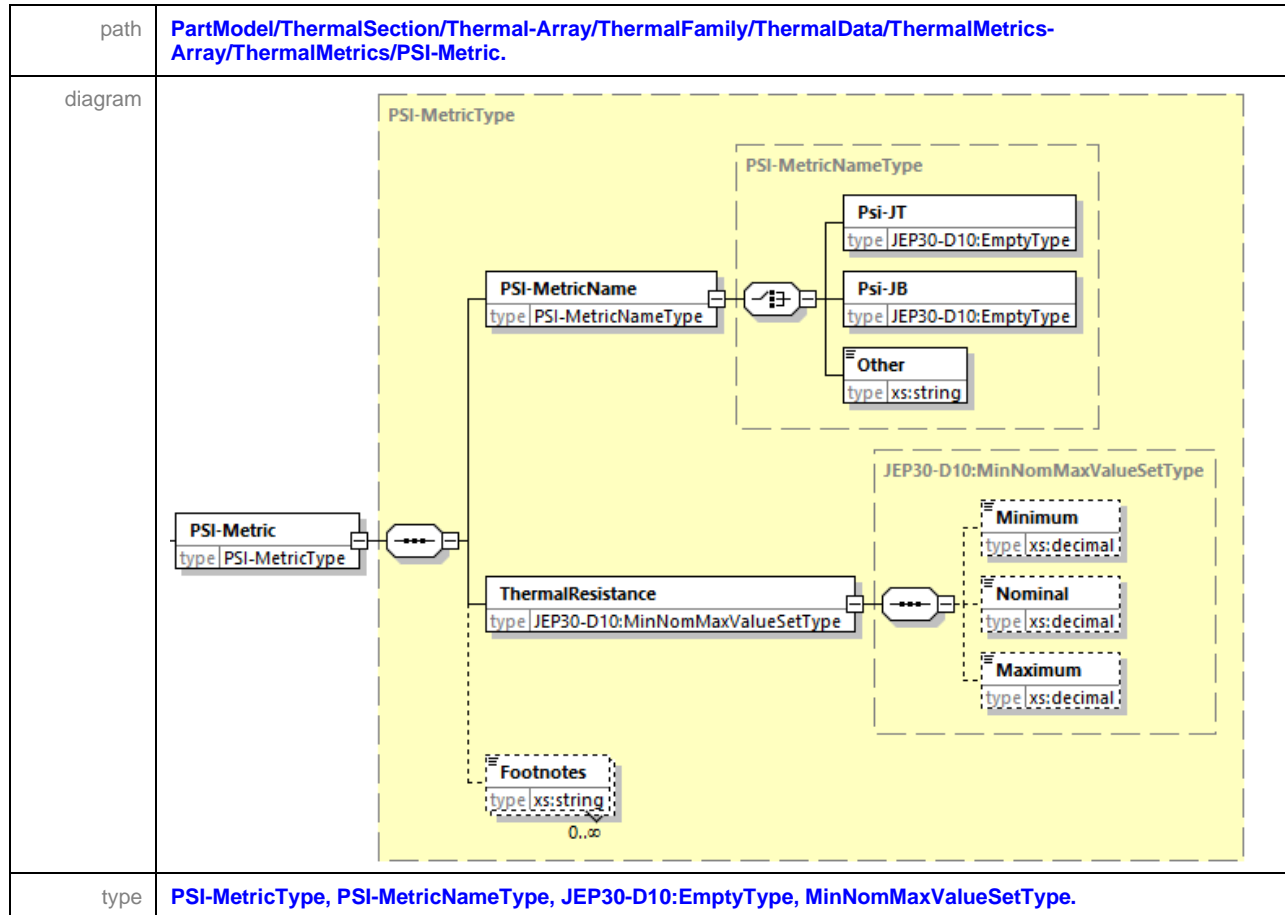 path
PartModel/ThermalSection/Thermal-Array/ThermalFamily/ThermalData/ThermalMetrics-
Array/ThermalMetrics/PSI-Metric.
diagram
PSI-MetricType
PSI-MetricNameType
Psi-JT
type JEP30-D10:EmptyType
PSI-MetricName
type PSI-MetricNameType
Psi-JB
type JEP30-D10:EmptyType
Other
type xs:string
JEP30-D10:MinNomMaxValueSetType
PSI-Metric
type PSI-MetricType
Minimum
type xs:decimal
ThermalResistance
type JEP30-D10:MinNomMaxValueSetType
Nominal
type xs:decimal
Maximum
type xs:decimal
Footnotes
type xs:string
0..∞
type
PSI-MetricType, PSI-MetricNameType, JEP30-D10:EmptyType, MinNomMaxValueSetType.